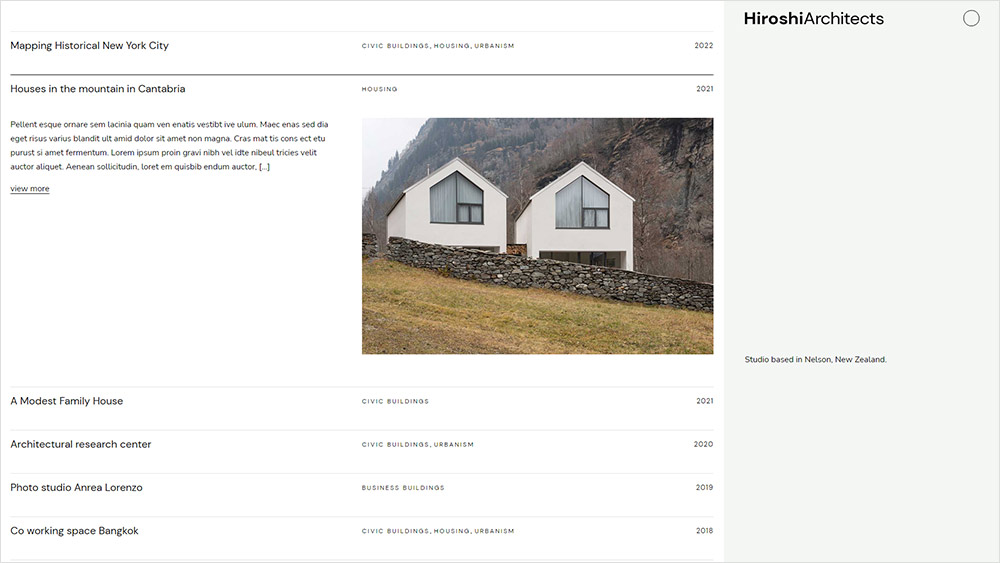 HiroshiArchitects
Mapping Historical New York City CIVIC BUILDINGS, HOUSING, URBANISM 2022
Houses in the mountain in Cantabria HOUSING 2021
Pellent esque ornare sem lacinia quam ven enatis vestibt ive ulum. Maec enas sed dia
eget risus varius blandit ult amid dolor sit amet non magna. Cras mat tis cons ect etu
purust si amet fermentum. Lorem ipsum proin gravi nibh vel idte nibeul tricies velit
auctor aliquet. Aenean sollicitudin, loret em quisbib endum auctor, [...]
view more
Studio based in Nelson, New Zealand.
A Modest Family House CIVIC BUILDINGS 2021
Architectural research center CIVIC BUILDINGS, URBANISM 2020
Photo studio Anrea Lorenzo BUSINESS BUILDINGS 2019
Co working space Bangkok CIVIC BUILDINGS, HOUSING, URBANISM 2018